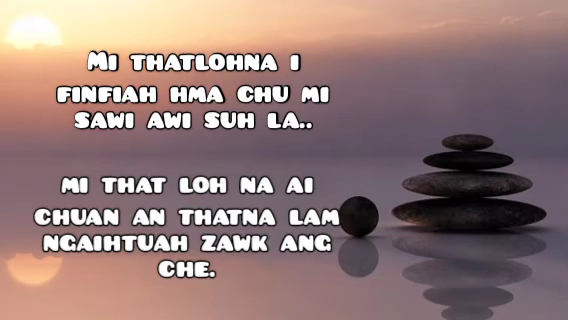 Mi thatlohna i
finfiah hma chu mi
sawi awi suh la..
mi that loh na ai
chuan an thatna lam
ngaihtuah zawk ang
che.